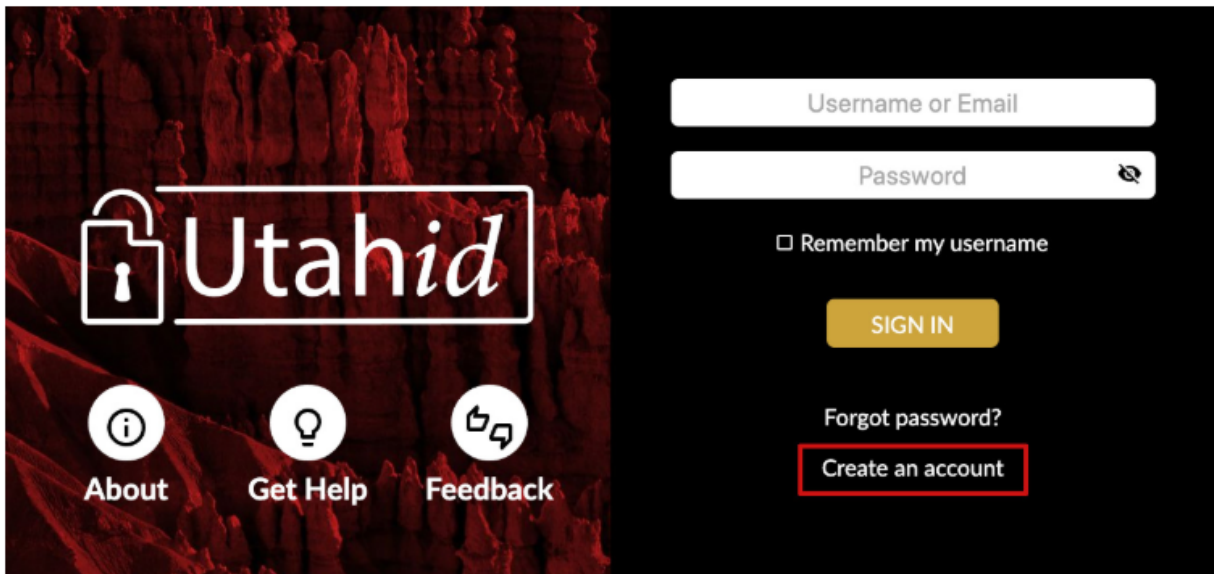 Utahid
About
Get Help
Feedback
Username or Email
Password
Remember my username
SIGN IN
Forgot password?
Create an account